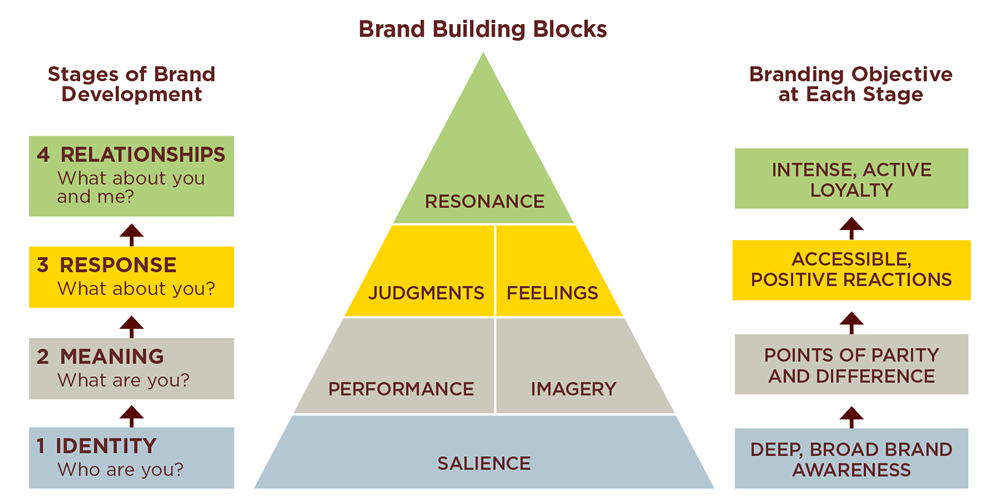 Brand Building Blocks
Stages of Brand
Development
4 RELATIONSHIPS
What about you
and me?
3 RESPONSE
What about you?
2 MEANING
What are you?
1 IDENTITY
Who are you?
RESONANCE
JUDGMENTS
FEELINGS
PERFORMANCE
IMAGERY
SALIENCE
Branding Objective
at Each Stage
INTENSE, ACTIVE
LOYALTY
ACCESSIBLE,
POSITIVE REACTIONS
POINTS OF PARITY
AND DIFFERENCE
DEEP, BROAD BRAND
AWARENESS